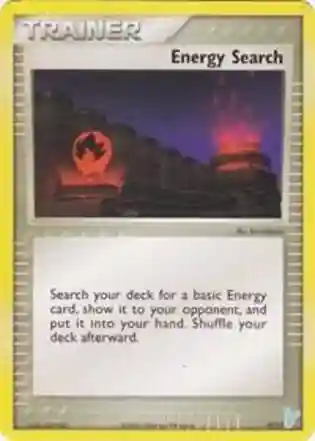 TRAINER
Energy Search
Search your deck for a basic Energy
card, show it to your opponent, and
put it into your hand. Shuffle your
deck afterward.